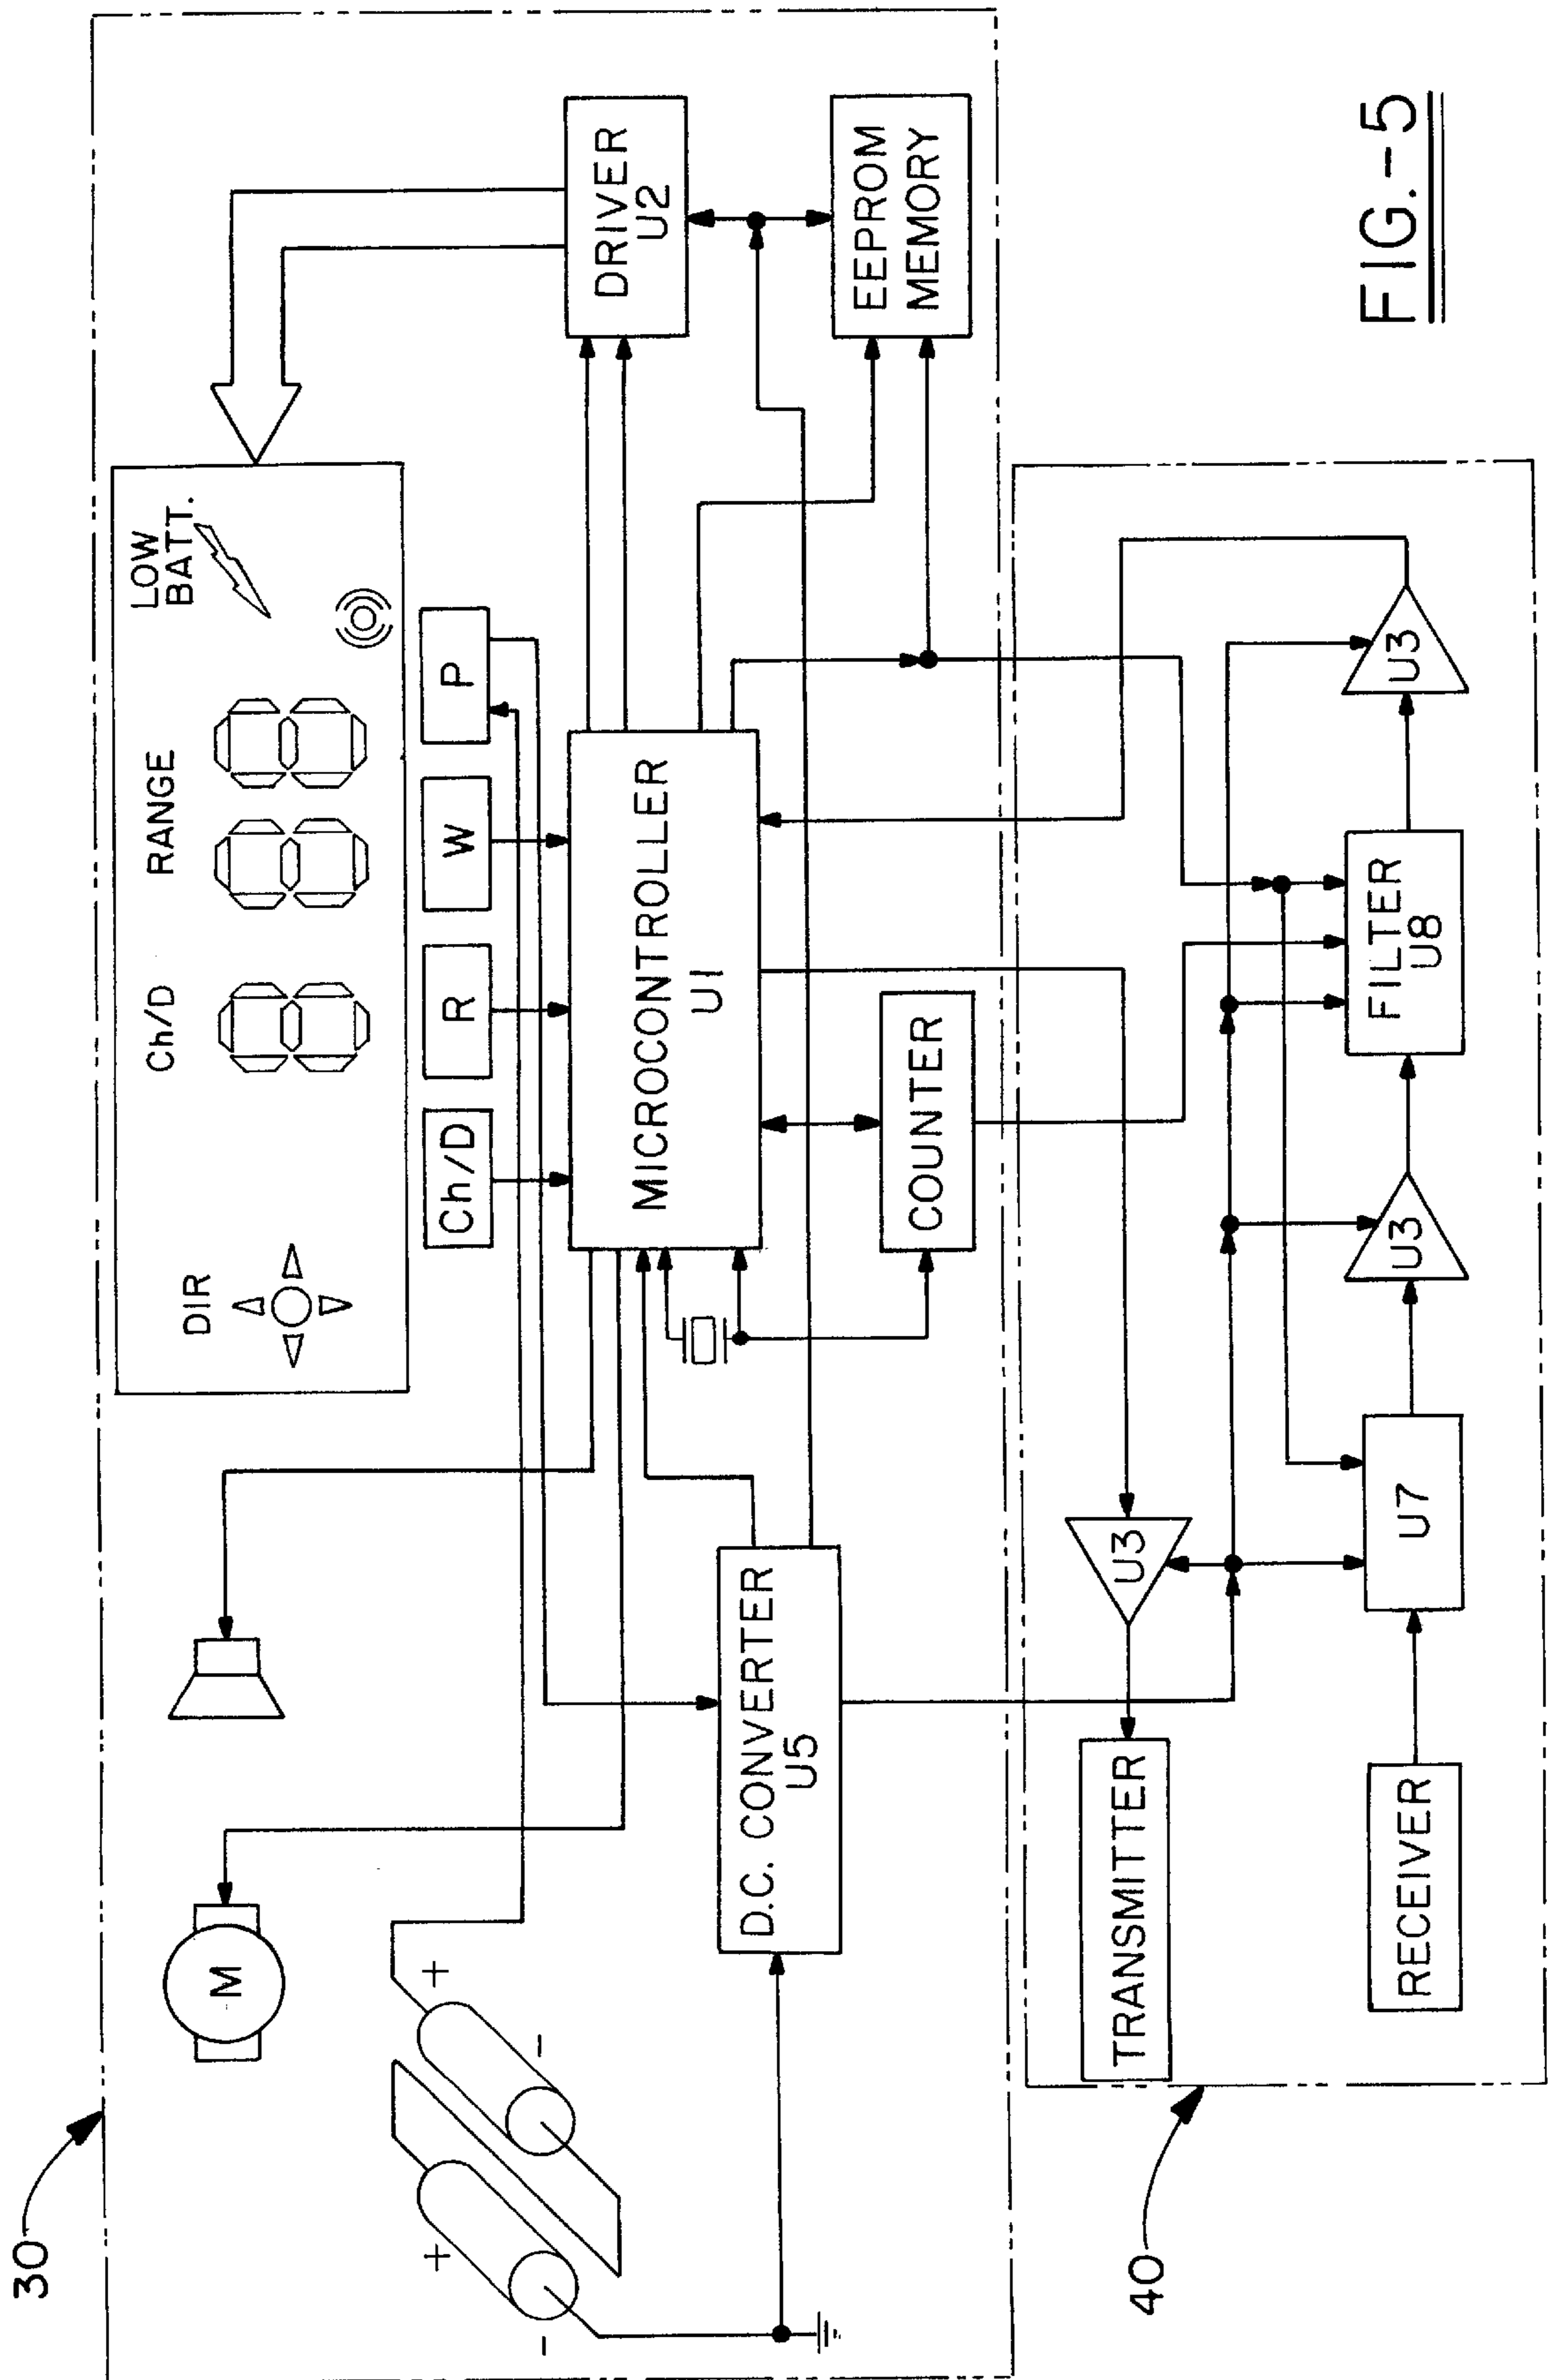 30
DIR
Ch/D
RANGE
LOW
BATT.
M
Ch/D
R
W
P
+
-
+
-
D.C. CONVERTER
U5
MICROCONTROLLER
U1
DRIVER
U2
COUNTER
EEPROM
MEMORY
40
TRANSMITTER
U3
RECEIVER
U7
U3
FILTER
U8
U3
FIG.-5